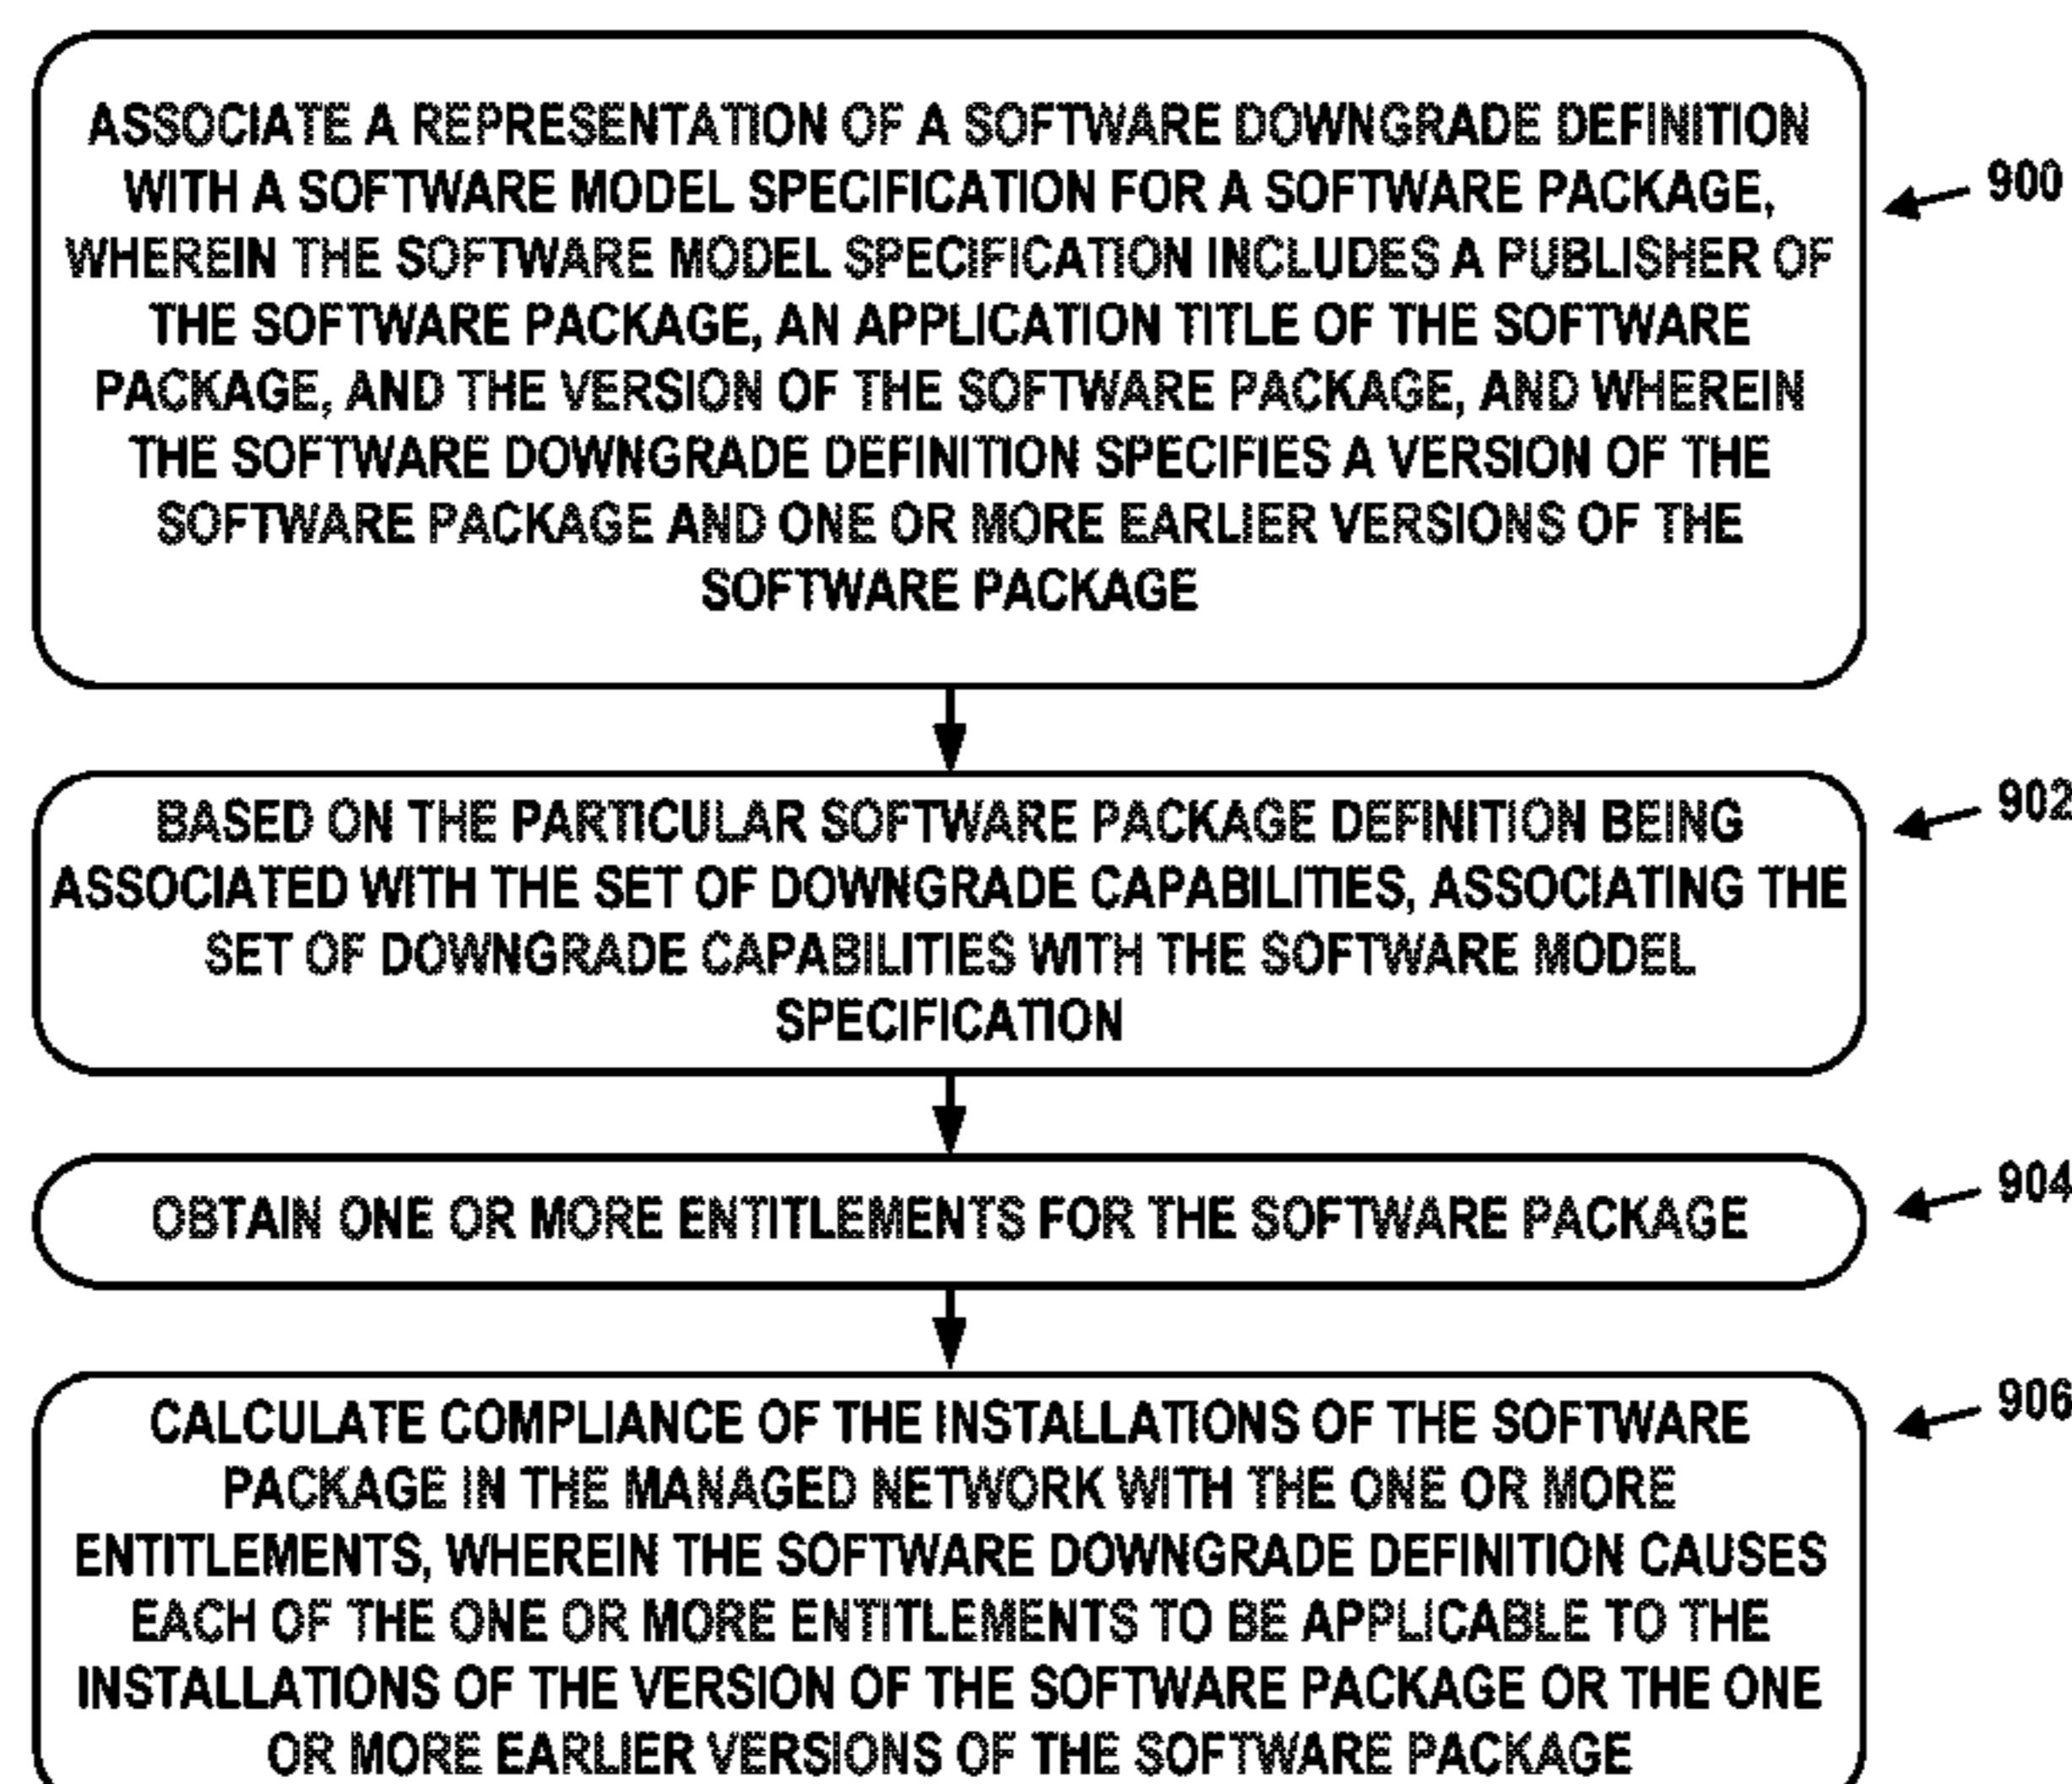 ASSOCIATE A REPRESENTATION OF A SOFTWARE DOWNGRADE DEFINITION
WITH A SOFTWARE MODEL SPECIFICATION FOR A SOFTWARE PACKAGE,
WHEREIN THE SOFTWARE MODEL SPECIFICATION INCLUDES A PUBLISHER OF
THE SOFTWARE PACKAGE, AN APPLICATION TITLE OF THE SOFTWARE
PACKAGE, AND THE VERSION OF THE SOFTWARE PACKAGE, AND WHEREIN
THE SOFTWARE DOWNGRADE DEFINITION SPECIFIES A VERSION OF THE
SOFTWARE PACKAGE AND ONE OR MORE EARLIER VERSIONS OF THE
SOFTWARE PACKAGE
900
BASED ON THE PARTICULAR SOFTWARE PACKAGE DEFINITION BEING
ASSOCIATED WITH THE SET OF DOWNGRADE CAPABILITIES, ASSOCIATING THE
SET OF DOWNGRADE CAPABILITIES WITH THE SOFTWARE MODEL
SPECIFICATION
902
OBTAIN ONE OR MORE ENTITLEMENTS FOR THE SOFTWARE PACKAGE
904
CALCULATE COMPLIANCE OF THE INSTALLATIONS OF THE SOFTWARE
PACKAGE IN THE MANAGED NETWORK WITH THE ONE OR MORE
ENTITLEMENTS, WHEREIN THE SOFTWARE DOWNGRADE DEFINITION CAUSES
EACH OF THE ONE OR MORE ENTITLEMENTS TO BE APPLICABLE TO THE
INSTALLATIONS OF THE VERSION OF THE SOFTWARE PACKAGE OR THE ONE
OR MORE EARLIER VERSIONS OF THE SOFTWARE PACKAGE
906